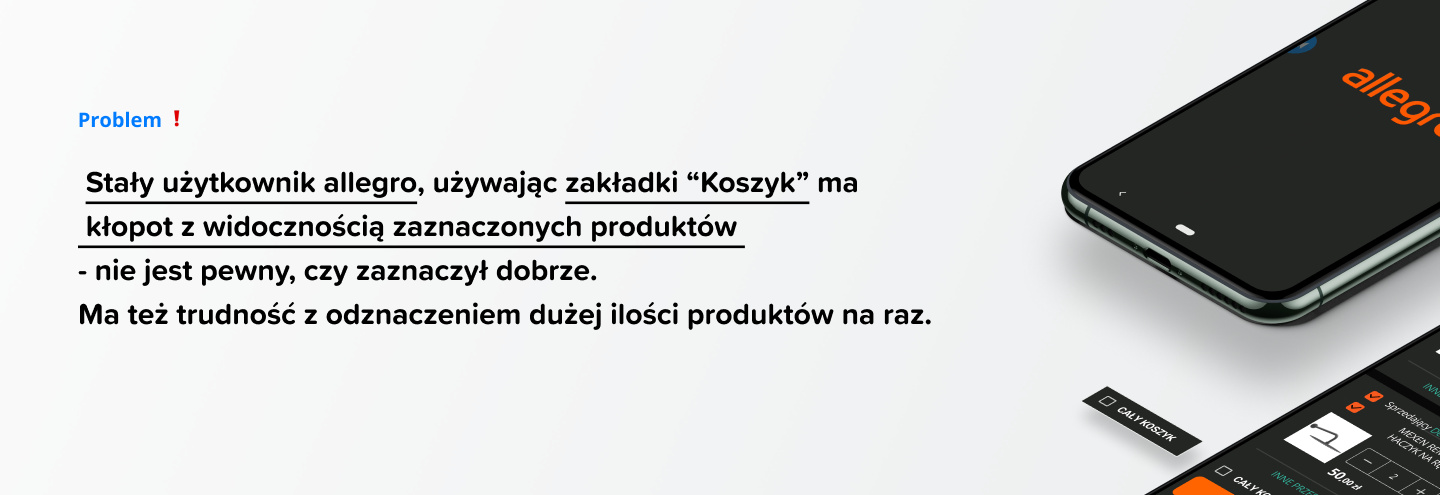 Problem !
Stały użytkownik allegro, używając zakładki “Koszyk” ma
kłopot z widocznością zaznaczonych produktów
- nie jest pewny, czy zaznaczył dobrze.
Ma też trudność z odznaczeniem dużej ilości produktów na raz.
CAŁY KOSZYK
Sprzedający
MEXEN
HACZYK NA
2
50,00 zł
INNE
CAŁY